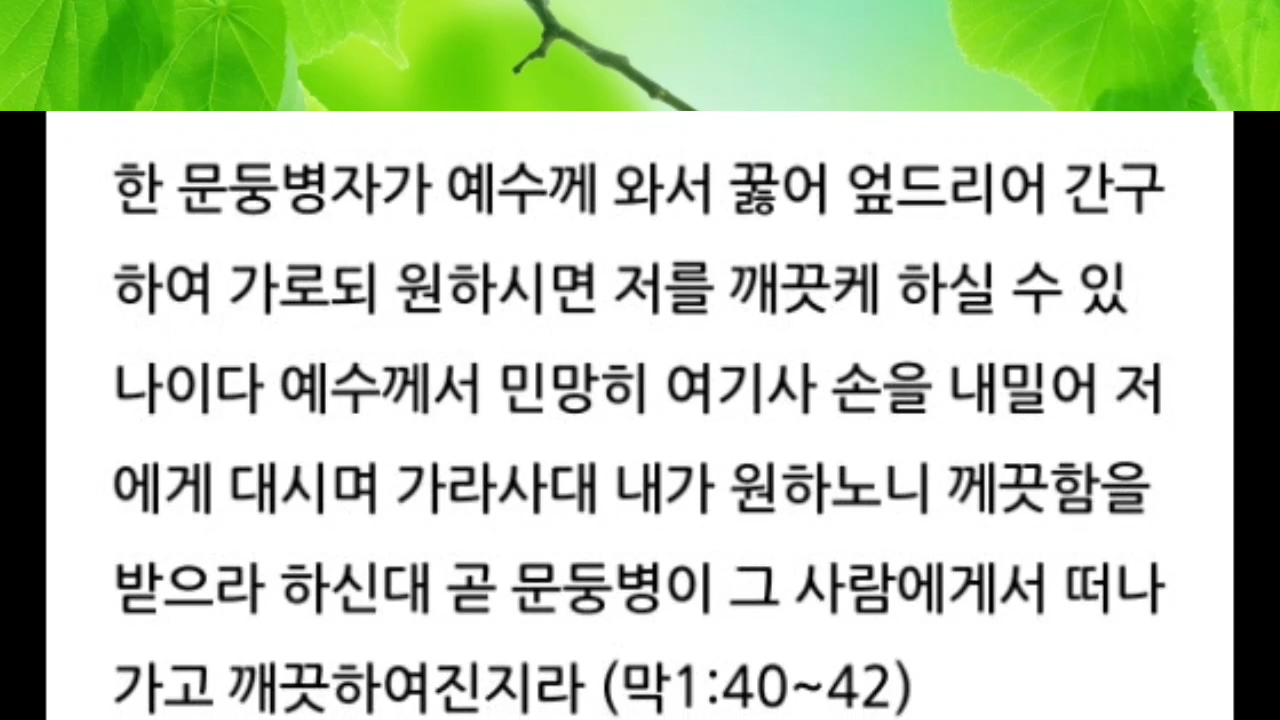 한 문둥병자가 예수께 와서 꿇어 엎드리어 간구
하여 가로되 원하시면 저를 깨끗케 하실 수 있
나이다 예수께서 민망히 여기사 손을 내밀어 저
에게 대시며 가라사대 내가 원하노니 께끗함을
받으라 하신대 곧 문둥병이 그 사람에게서 떠나
가고 깨끗하여진지라 (막1:40~42)